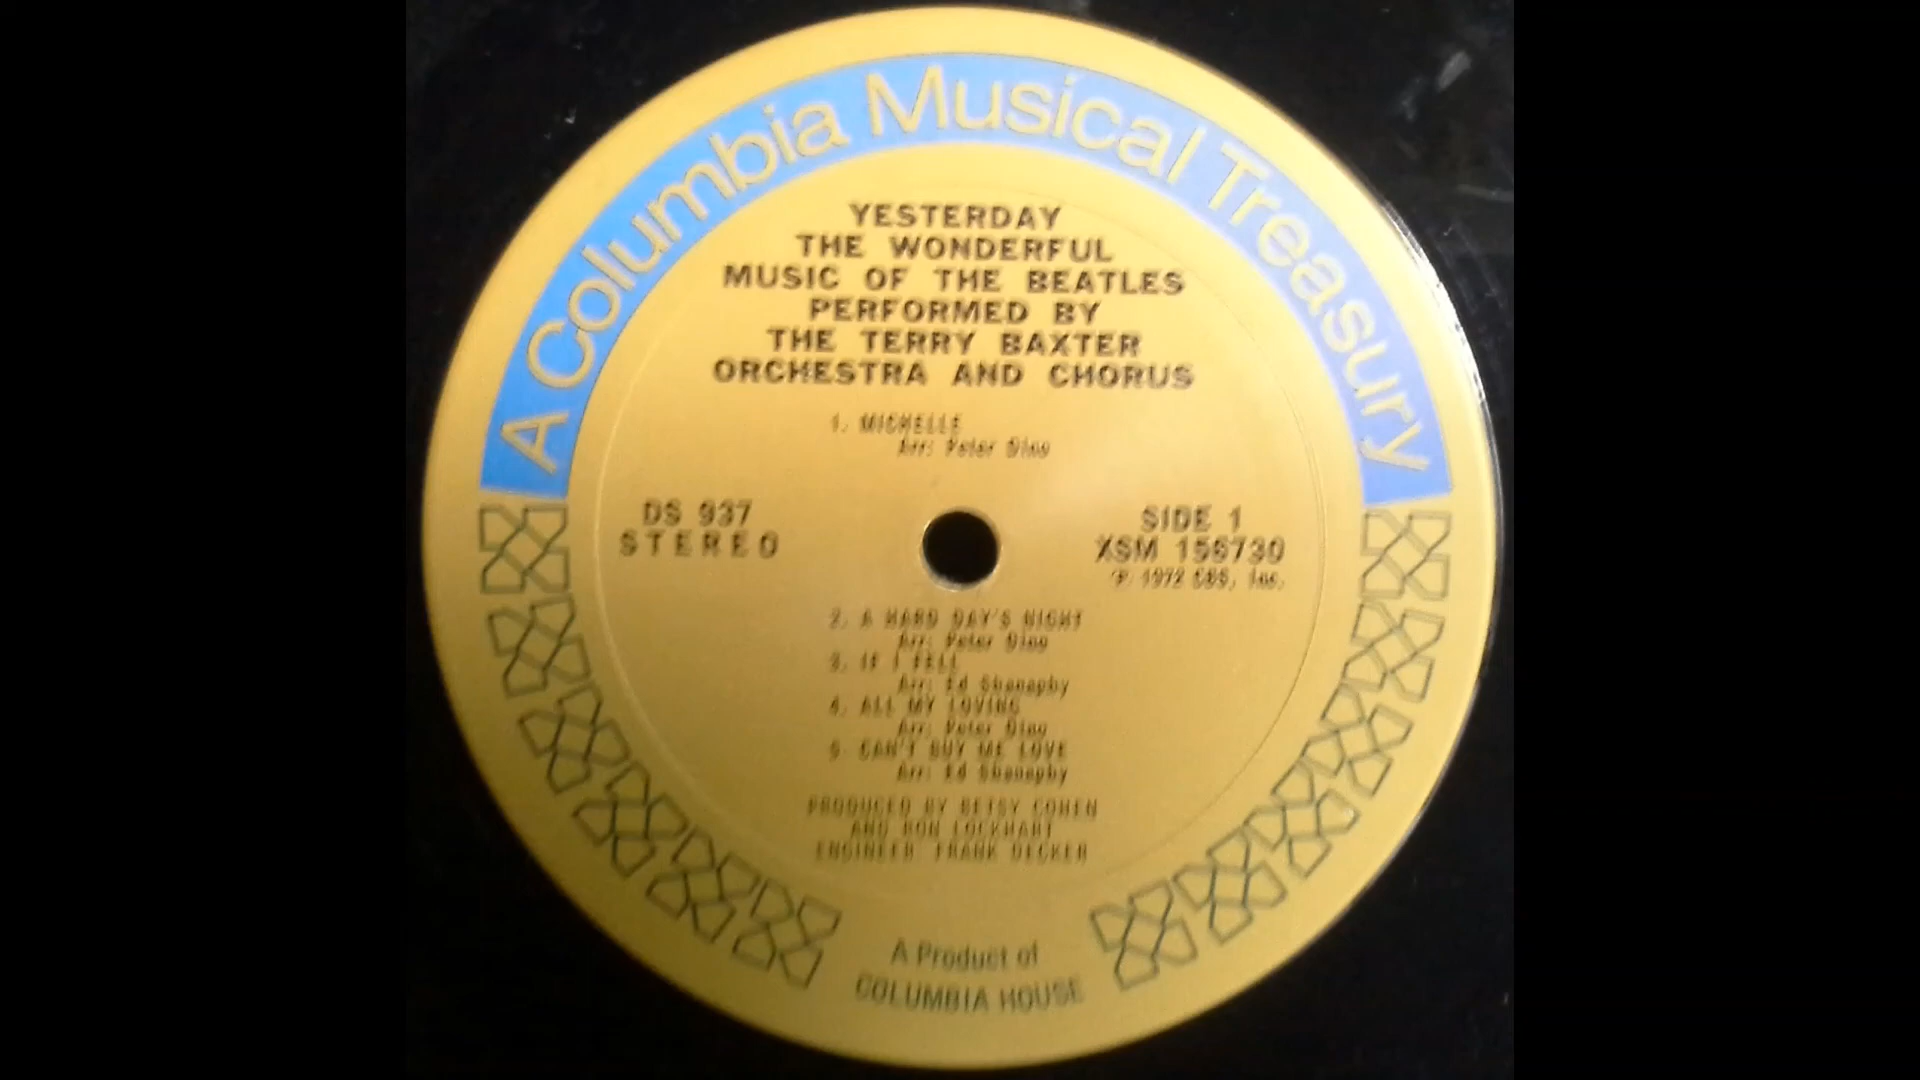 A Columbia Musical Treasury
YESTERDAY
THE WONDERFUL
MUSIC OF THE BEATLES
PERFORMED BY
THE TERRY BAXTER
ORCHESTRA AND CHORUS
1. MICHELLE
Arr: Peter Dino
DS 937
STEREO
SIDE 1
XSM 156730
℗ 1972 CBS, Inc.
2. A HARD DAY'S NIGHT
Arr: Peter Dino
3. IF I FELL
Arr: Ed Shanaphy
4. ALL MY LOVING
Arr: Peter Dino
5. CAN'T BUY ME LOVE
Arr: Ed Shanaphy
PRODUCED BY BETSY COHEN
AND RON LOCKHART
ENGINEER FRANK DECKER
A Product of
COLUMBIA HOUSE